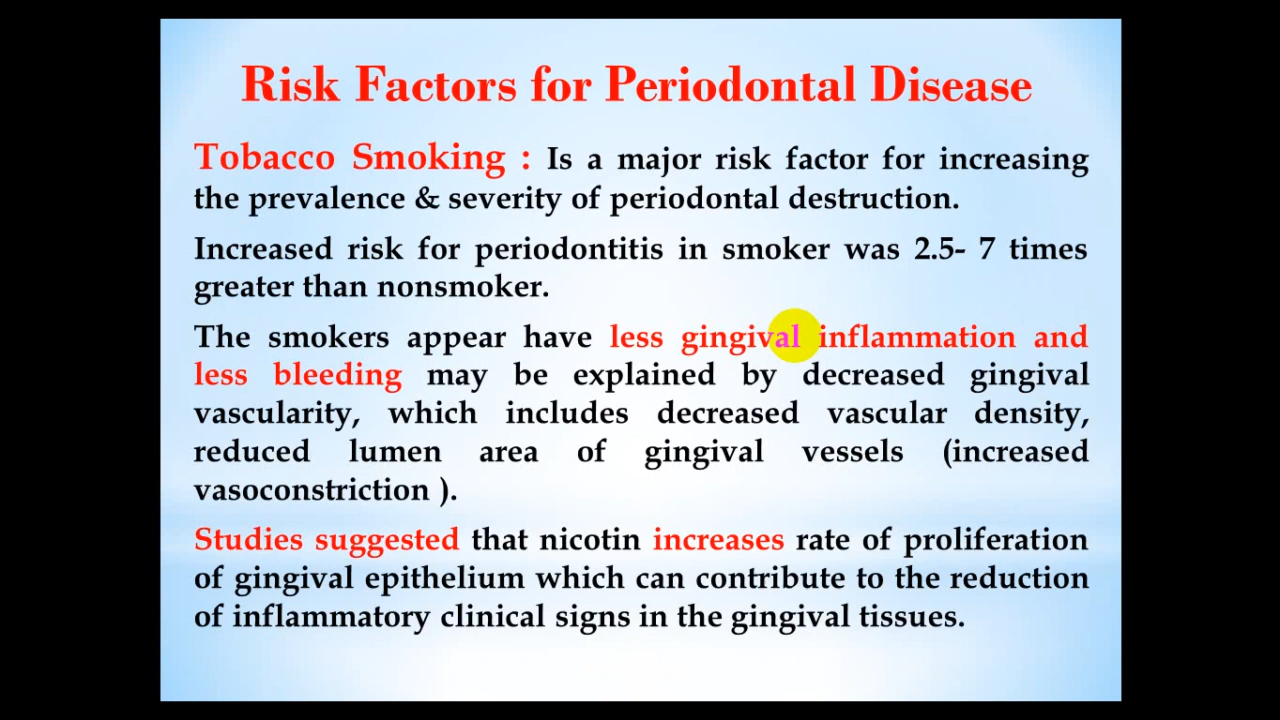 Risk Factors for Periodontal Disease
Tobacco Smoking : Is a major risk factor for increasing
the prevalence & severity of periodontal destruction.
Increased risk for periodontitis in smoker was 2.5- 7 times
greater than nonsmoker.
The smokers appear have less gingival inflammation and
less bleeding may be explained by decreased gingival
vascularity, which includes decreased vascular density,
reduced lumen area of gingival vessels (increased
vasoconstriction ).
Studies suggested that nicotin increases rate of proliferation
of gingival epithelium which can contribute to the reduction
of inflammatory clinical signs in the gingival tissues.